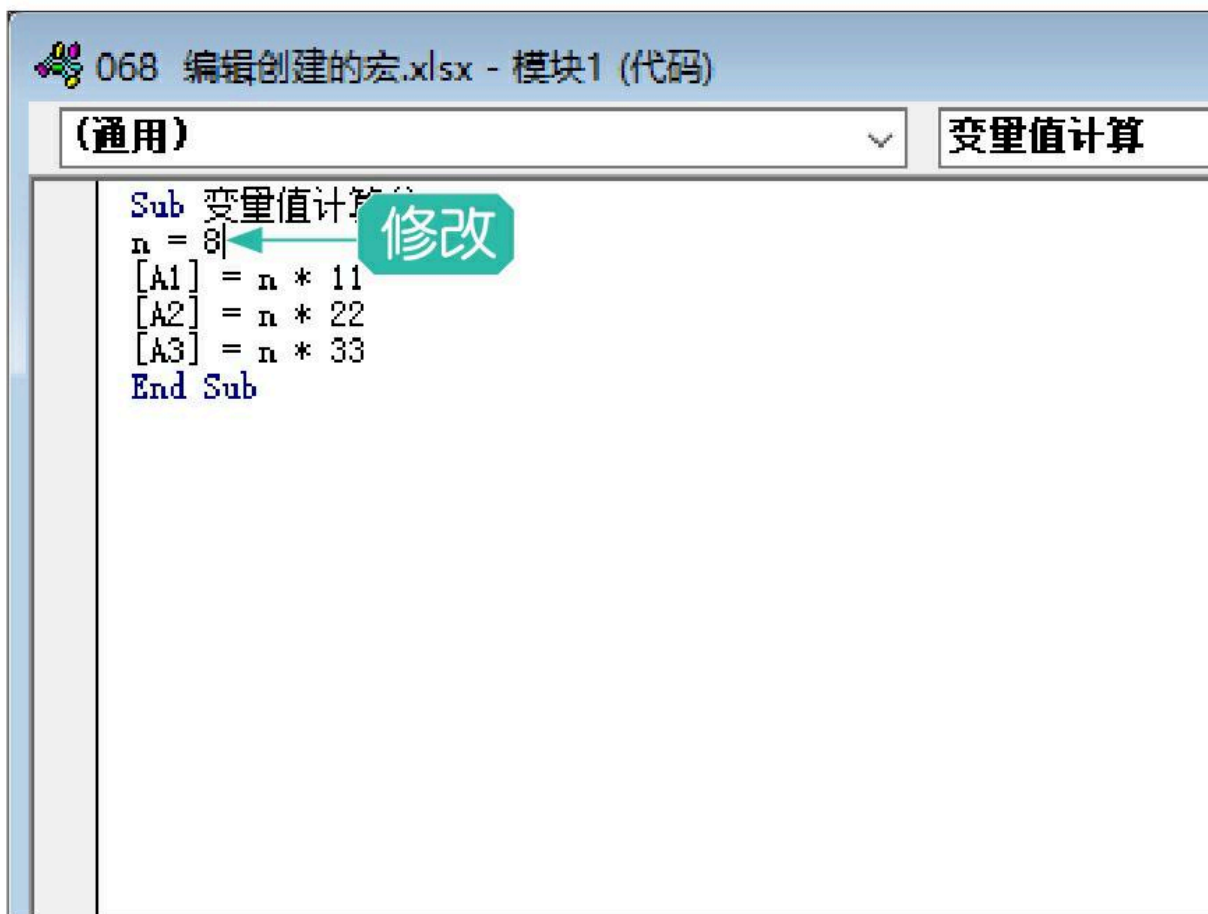 068 编辑创建的宏.xlsx - 模块1 (代码)
(通用)
变量值计算
Sub 变量值计算
修改
n = 8
[A1] = n * 11
[A2] = n * 22
[A3] = n * 33
End Sub